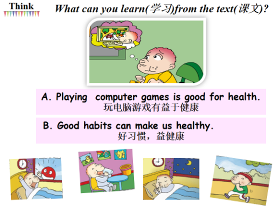 Think
What can you learn(学习)from the text(课文)?
A. Playing computer games is good for health.
玩电脑游戏有益于健康
B. Good habits can make us healthy.
好习惯，益健康